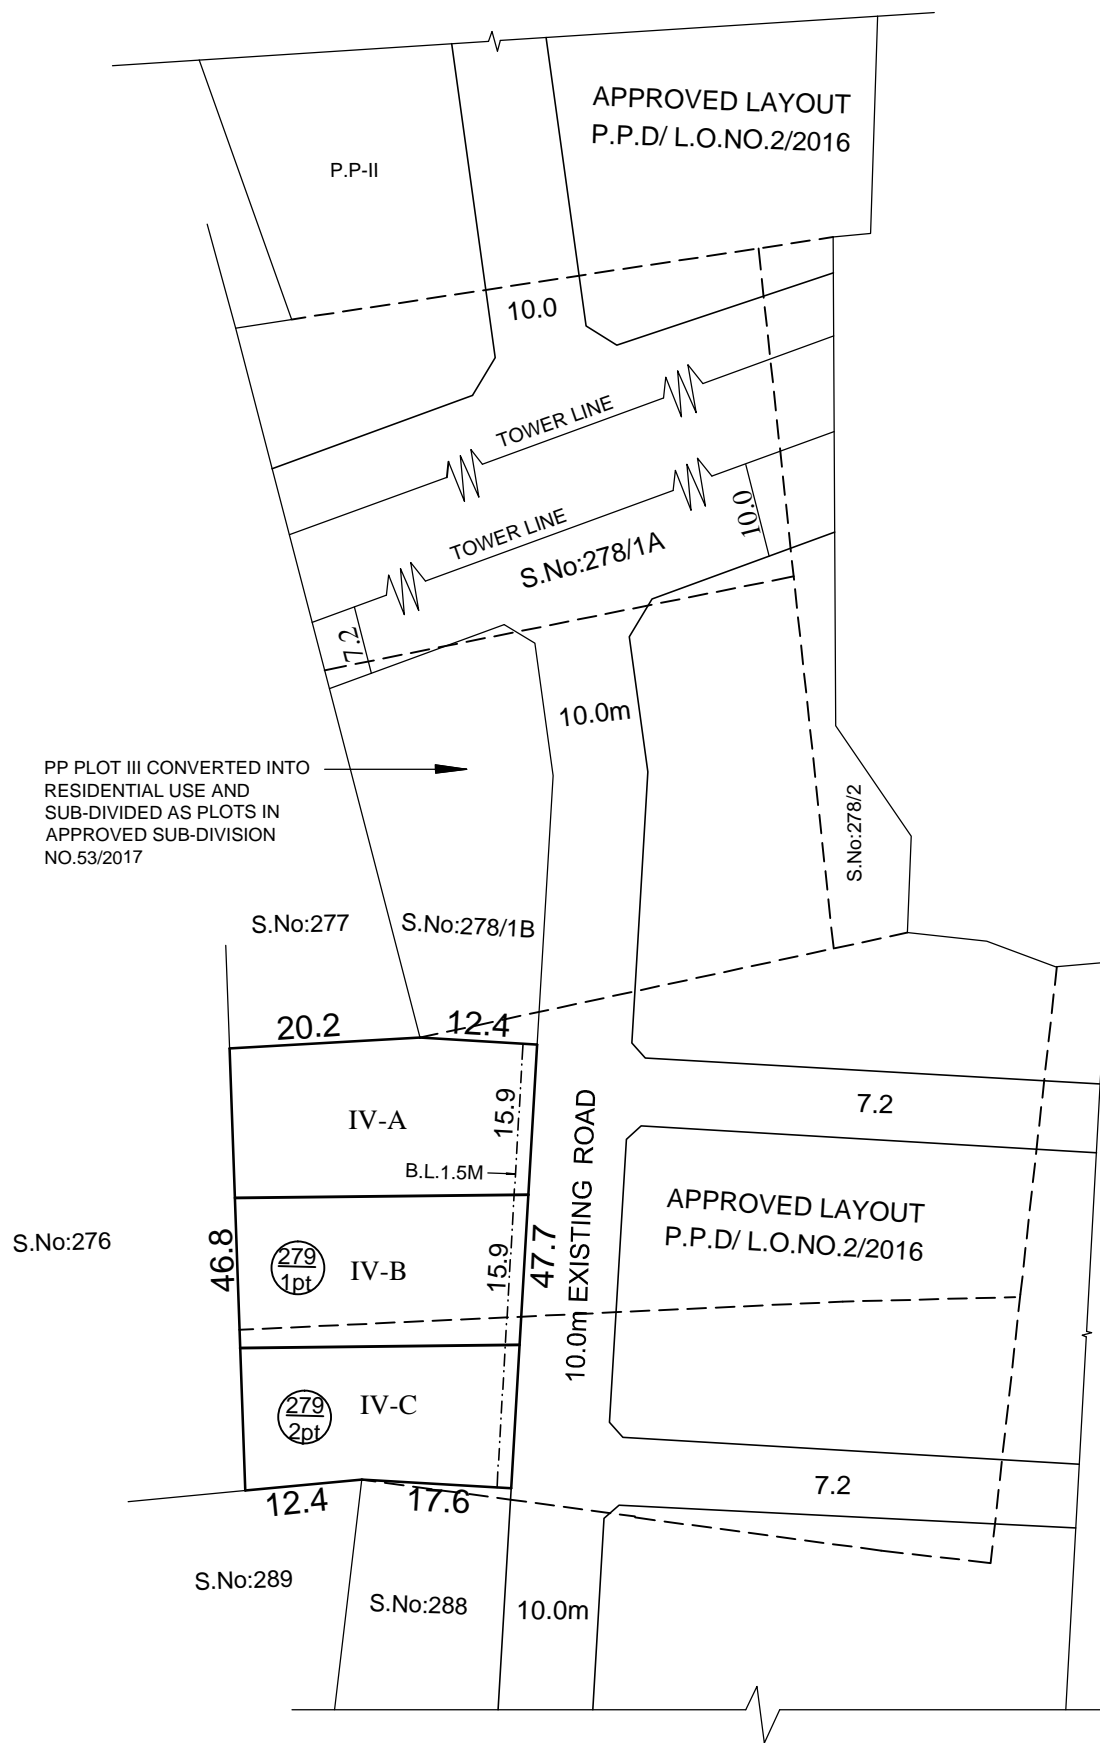 APPROVED LAYOUT
P.P.D/ L.O.NO.2/2016
P.P-II
10.0
TOWER LINE
TOWER LINE
10.0
S.No:278/1A
7.2
10.0m
PP PLOT III CONVERTED INTO
RESIDENTIAL USE AND
SUB-DIVIDED AS PLOTS IN
APPROVED SUB-DIVISION
NO.53/2017
S.No:278/2
S.No:277
S.No:278/1B
20.2
12.4
IV-A
15.9
B.L.1.5M
7.2
10.0m EXISTING ROAD
APPROVED LAYOUT
P.P.D/ L.O.NO.2/2016
S.No:276
46.8
279
1pt
IV-B
15.9
47.7
279
2pt
IV-C
12.4
17.6
7.2
S.No:289
S.No:288
10.0m